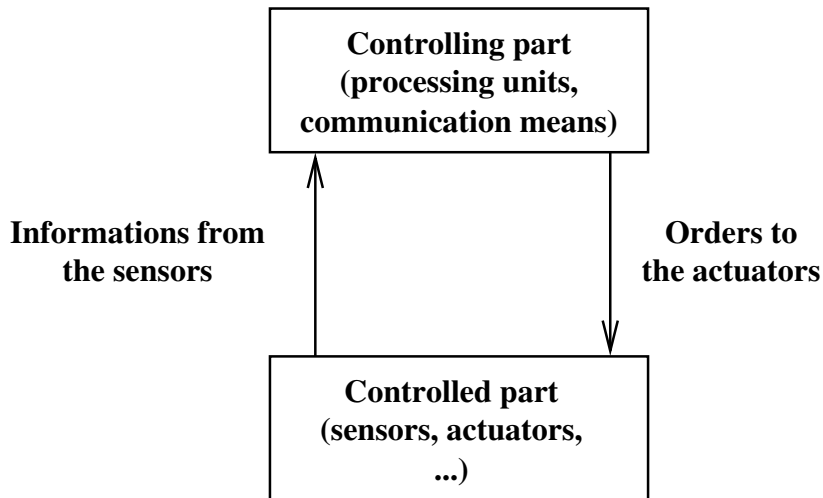 Controlling part
(processing units,
communication means)
Informations from
the sensors
Orders to
the actuators
Controlled part
(sensors, actuators,
...)